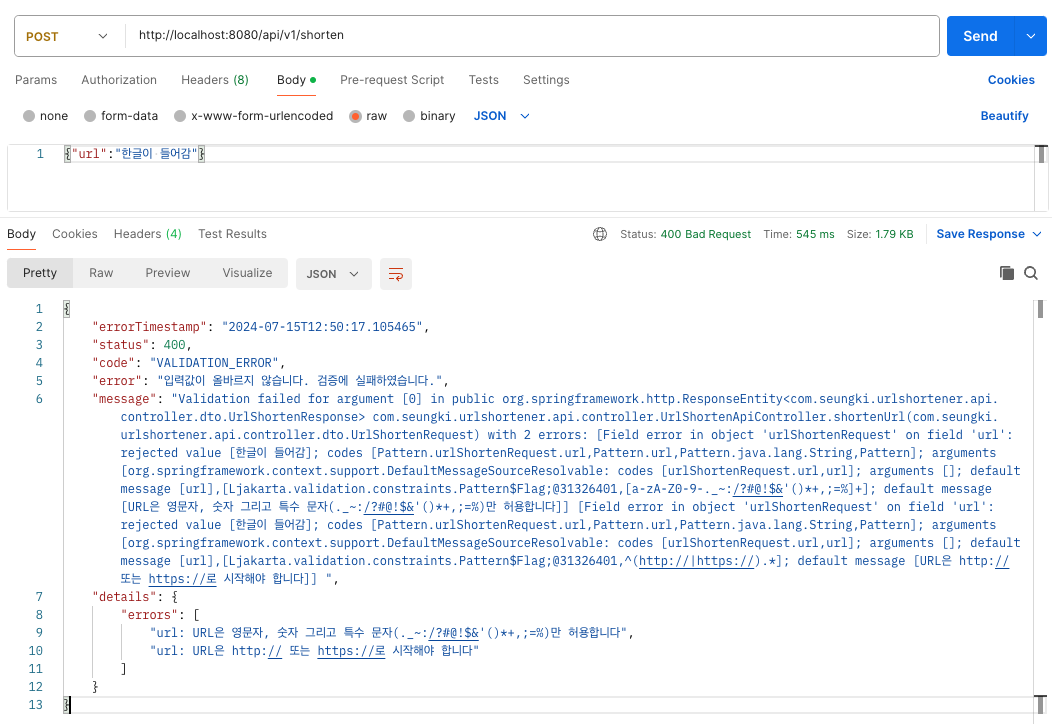 POST http://localhost:8080/api/v1/shorten Send
Params Authorization Headers (8) Body Pre-request Script Tests Settings Cookies
none form-data x-www-form-urlencoded raw binary JSON Beautify
1 {"url":"한글이 들어감"}
Body Cookies Headers (4) Test Results Status: 400 Bad Request Time: 545 ms Size: 1.79 KB Save Response
Pretty Raw Preview Visualize JSON
1 {
2 "errorTimestamp": "2024-07-15T12:50:17.105465",
3 "status": 400,
4 "code": "VALIDATION_ERROR",
5 "error": "입력값이 올바르지 않습니다. 검증에 실패하였습니다.",
6 "message": "Validation failed for argument [0] in public org.springframework.http.ResponseEntity<com.seungki.urlshortener.api.
controller.dto.UrlShortenResponse> com.seungki.urlshortener.api.controller.UrlShortenApiController.shortenUrl(com.seungki.
urlshortener.api.controller.dto.UrlShortenRequest) with 2 errors: [Field error in object 'urlShortenRequest' on field 'url':
rejected value [한글이 들어감]; codes [Pattern.urlShortenRequest.url,Pattern.url,Pattern.java.lang.String,Pattern]; arguments
[org.springframework.context.support.DefaultMessageSourceResolvable: codes [urlShortenRequest.url,url]; arguments []; default
message [url],[Ljakarta.validation.constraints.Pattern$Flag;@31326401,[a-zA-Z0-9-._~:/?#@!$&'()*+,;=%]+]; default message
[URL은 영문자, 숫자 그리고 특수 문자(._~:/?#@!$&'()*+,;=%)만 허용합니다]] [Field error in object 'urlShortenRequest' on field 'url':
rejected value [한글이 들어감]; codes [Pattern.urlShortenRequest.url,Pattern.url,Pattern.java.lang.String,Pattern]; arguments
[org.springframework.context.support.DefaultMessageSourceResolvable: codes [urlShortenRequest.url,url]; arguments []; default
message [url],[Ljakarta.validation.constraints.Pattern$Flag;@31326401,^(http://|https://).*]; default message [URL은 http://
또는 https://로 시작해야 합니다]] ",
7 "details": {
8 "errors": [
9 "url: URL은 영문자, 숫자 그리고 특수 문자(._~:/?#@!$&'()*+,;=%)만 허용합니다",
10 "url: URL은 http:// 또는 https://로 시작해야 합니다"
11 ]
12 }
13 }